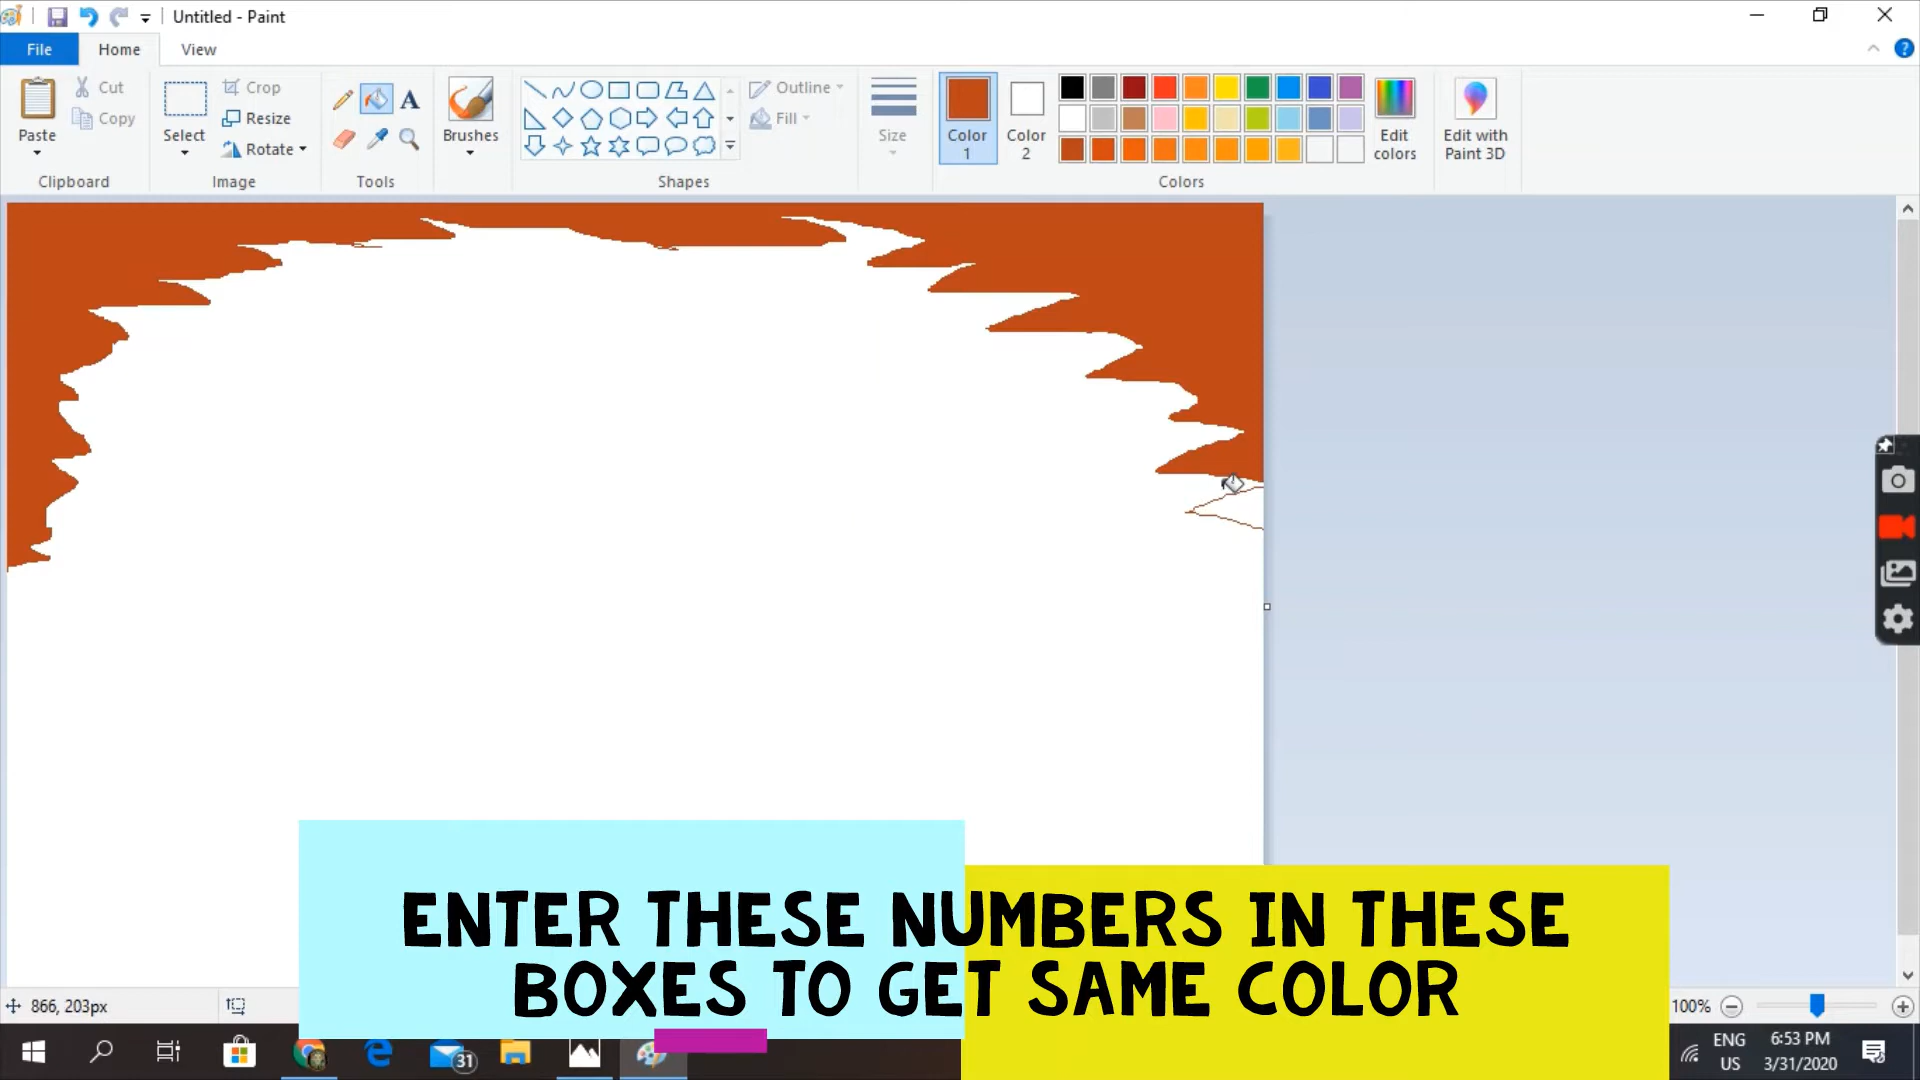 Untitled - Paint
File Home View
Paste
Cut
Copy
Clipboard
Select
Crop
Resize
Rotate
Image
A
Tools
Brushes
Shapes
Outline
Fill
Size
Color 1
Color 2
Edit colors
Edit with Paint 3D
Colors
ENTER THESE NUMBERS IN THESE
BOXES TO GET SAME COLOR
866, 203px
100%
31
ENG
US
6:53 PM
3/31/2020